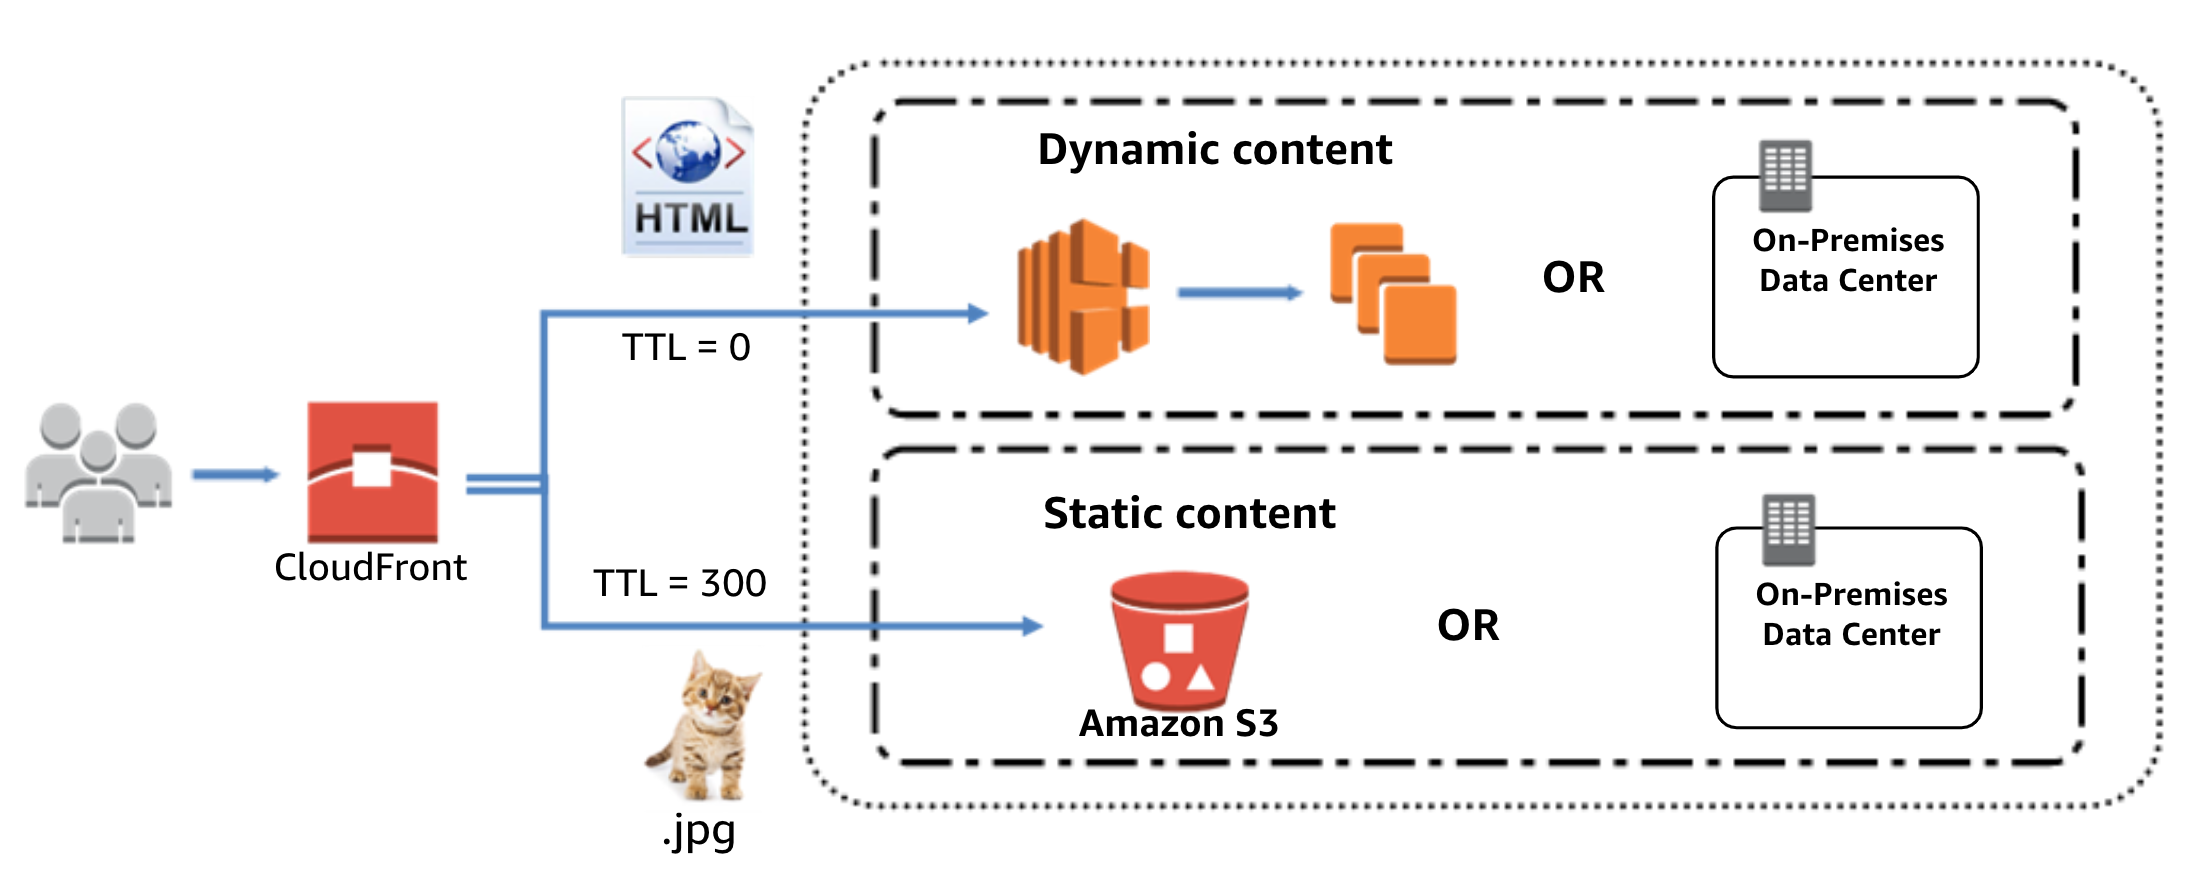 HTML
TTL = 0
Dynamic content
OR
On-Premises
Data Center
CloudFront
TTL = 300
.jpg
Static content
Amazon S3
OR
On-Premises
Data Center